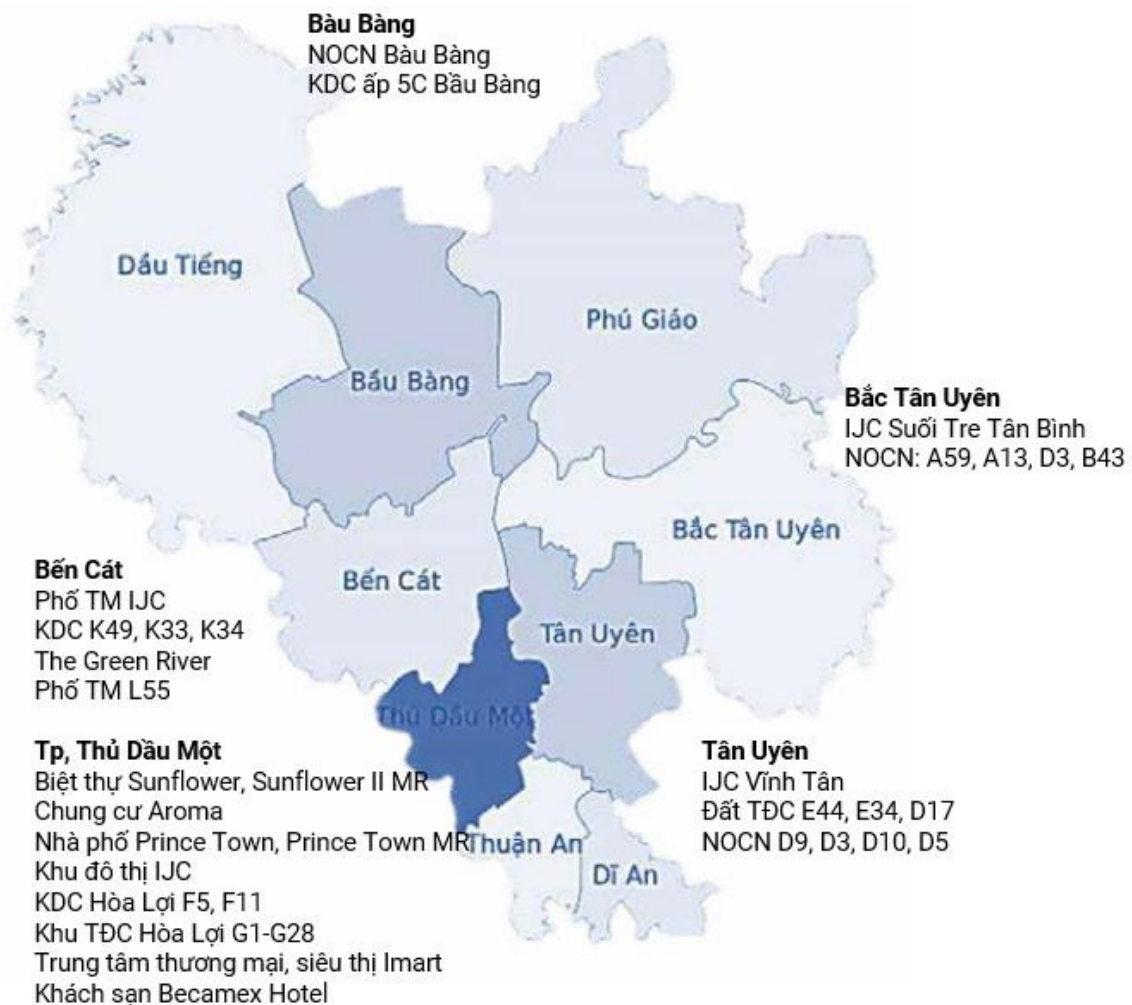 Bàu Bàng
NOCN Bàu Bàng
KDC ấp 5C Bầu Bàng
Dầu Tiếng
Phú Giáo
Bầu Bàng
Bắc Tân Uyên
IJC Suối Tre Tân Bình
NOCN: A59, A13, D3, B43
Bắc Tân Uyên
Bến Cát
Phố TM IJC
KDC K49, K33, K34
The Green River
Phố TM L55
Bến Cát
Tân Uyên
Thủ Dầu Một
Tp, Thủ Dầu Một
Biệt thự Sunflower, Sunflower II MR
Chung cư Aroma
Nhà phố Prince Town, Prince Town MR
Khu đô thị IJC
KDC Hòa Lợi F5, F11
Khu TĐC Hòa Lợi G1-G28
Trung tâm thương mại, siêu thị Imart
Khách sạn Becamex Hotel
Tân Uyên
IJC Vĩnh Tân
Đất TĐC E44, E34, D17
NOCN D9, D3, D10, D5
Thuận An
Dĩ An